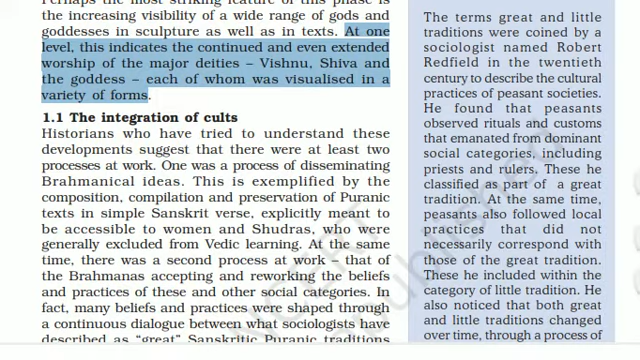 Perhaps the most striking feature of this phase is
the increasing visibility of a wide range of gods and
goddesses in sculpture as well as in texts. At one
level, this indicates the continued and even extended
worship of the major deities – Vishnu, Shiva and
the goddess – each of whom was visualised in a
variety of forms.
1.1 The integration of cults
Historians who have tried to understand these
developments suggest that there were at least two
processes at work. One was a process of disseminating
Brahmanical ideas. This is exemplified by the
composition, compilation and preservation of Puranic
texts in simple Sanskrit verse, explicitly meant to
be accessible to women and Shudras, who were
generally excluded from Vedic learning. At the same
time, there was a second process at work – that of
the Brahmanas accepting and reworking the beliefs
and practices of these and other social categories. In
fact, many beliefs and practices were shaped through
a continuous dialogue between what sociologists have
described as “great” Sanskritic Puranic traditions
The terms great and little
traditions were coined by a
sociologist named Robert
Redfield in the twentieth
century to describe the cultural
practices of peasant societies.
He found that peasants
observed rituals and customs
that emanated from dominant
social categories, including
priests and rulers. These he
classified as part of a great
tradition. At the same time,
peasants also followed local
practices that did not
necessarily correspond with
those of the great tradition.
These he included within the
category of little tradition. He
also noticed that both great
and little traditions changed
over time, through a process of
NCERT